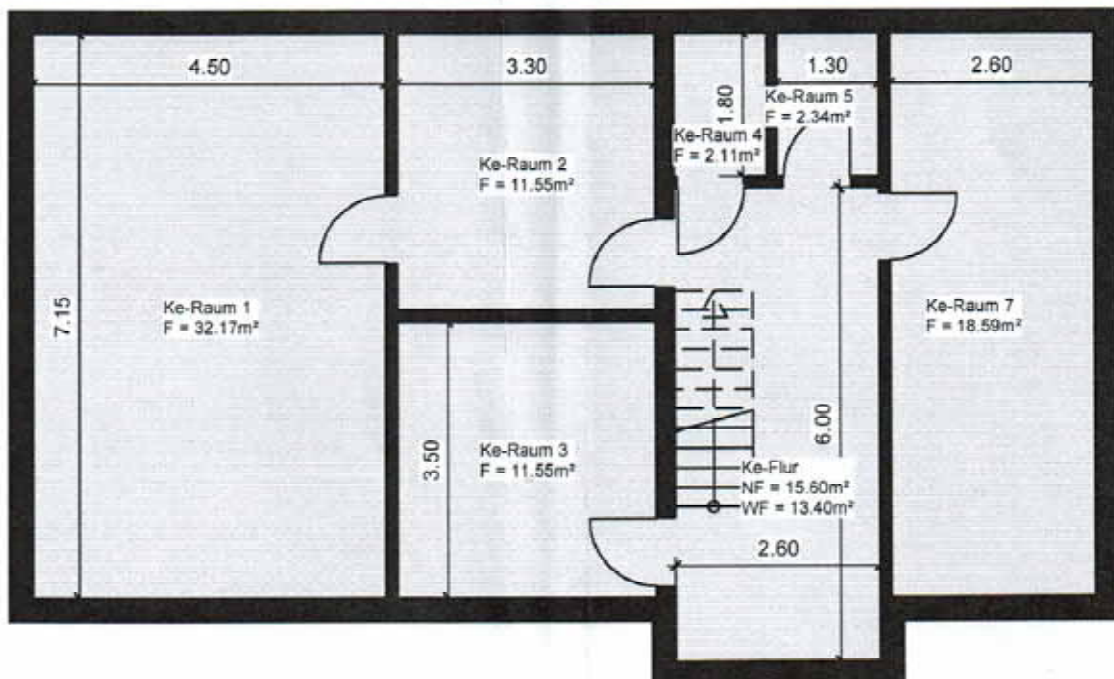 4.50
3.30
1.30
2.60
1.80
Ke-Raum 5
F = 2.34m²
Ke-Raum 4
F = 2.11m²
Ke-Raum 2
F = 11.55m²
7.15
Ke-Raum 1
F = 32.17m²
Ke-Raum 7
F = 18.59m²
6.00
3.50
Ke-Raum 3
F = 11.55m²
Ke-Flur
NF = 15.60m²
WF = 13.40m²
2.60